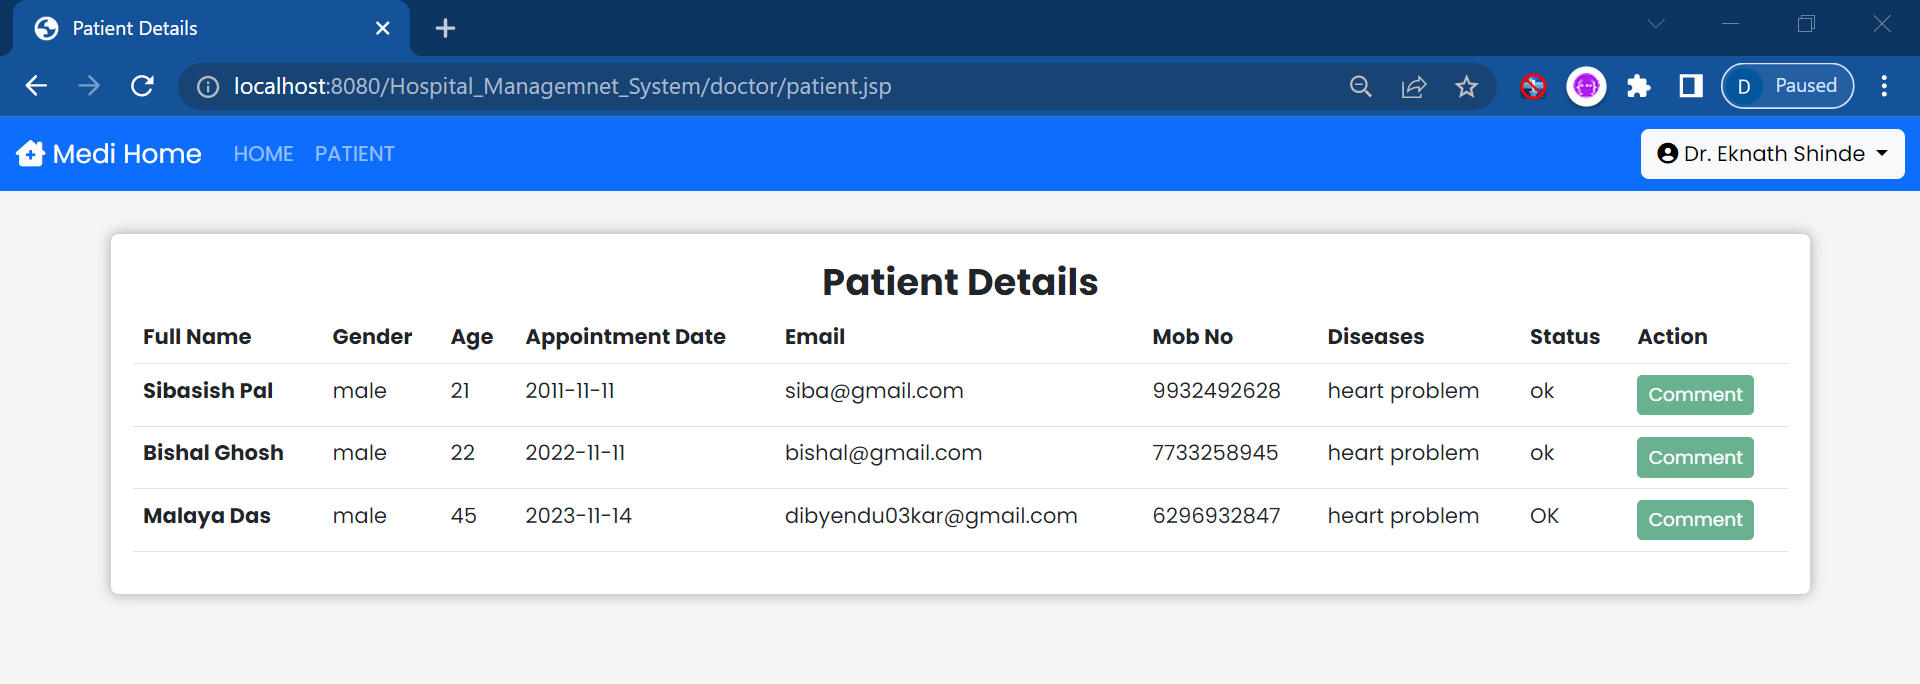 Patient Details
localhost:8080/Hospital_Managemnet_System/doctor/patient.jsp D Paused
Medi Home HOME PATIENT Dr. Eknath Shinde
Patient Details
Full Name Gender Age Appointment Date Email Mob No Diseases Status Action
Sibasish Pal male 21 2011-11-11 siba@gmail.com 9932492628 heart problem ok Comment
Bishal Ghosh male 22 2022-11-11 bishal@gmail.com 7733258945 heart problem ok Comment
Malaya Das male 45 2023-11-14 dibyendu03kar@gmail.com 6296932847 heart problem OK Comment